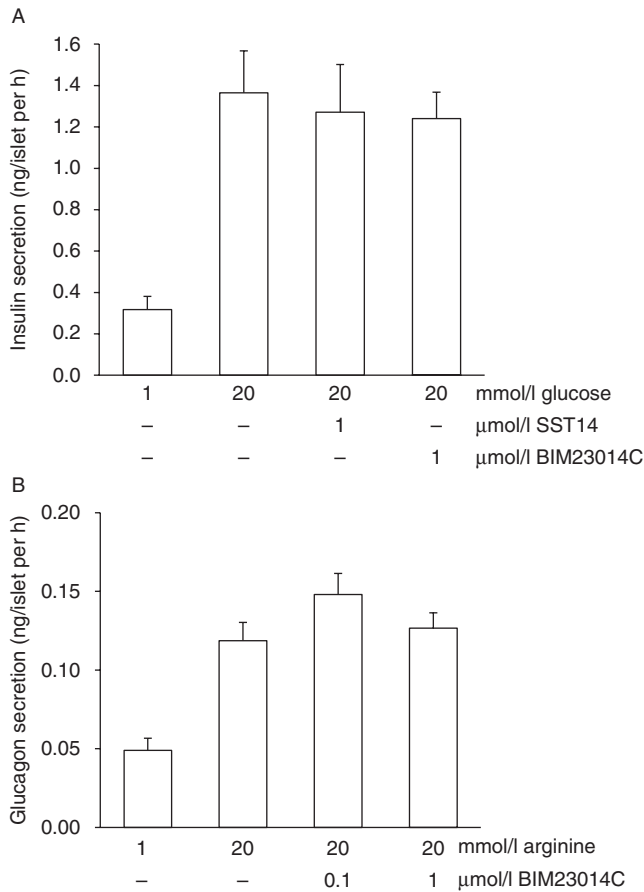 A
Insulin secretion (ng/islet per h)
1.6
1.4
1.2
1.0
0.8
0.6
0.4
0.2
0.0
1 20 20 20 mmol/l glucose
– – 1 – μmol/l SST14
– – – 1 μmol/l BIM23014C
B
Glucagon secretion (ng/islet per h)
0.20
0.15
0.10
0.05
0.00
1 20 20 20 mmol/l arginine
– – 0.1 1 μmol/l BIM23014C